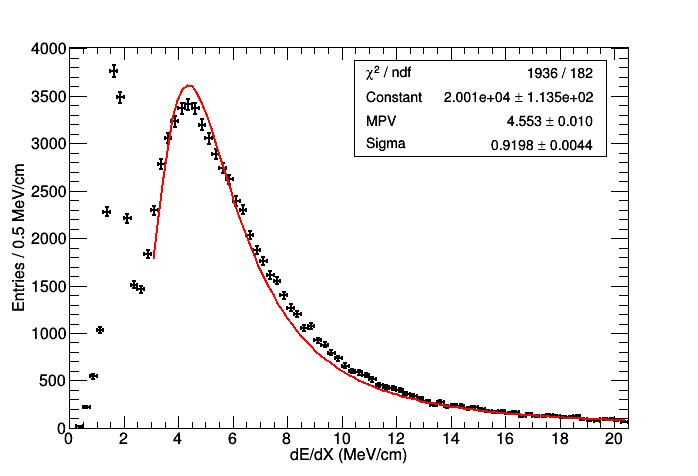 4000
3500
3000
2500
2000
1500
1000
500
0
Entries / 0.5 MeV/cm
χ² / ndf 1936 / 182
Constant 2.001e+04 ± 1.135e+02
MPV 4.553 ± 0.010
Sigma 0.9198 ± 0.0044
0 2 4 6 8 10 12 14 16 18 20
dE/dX (MeV/cm)